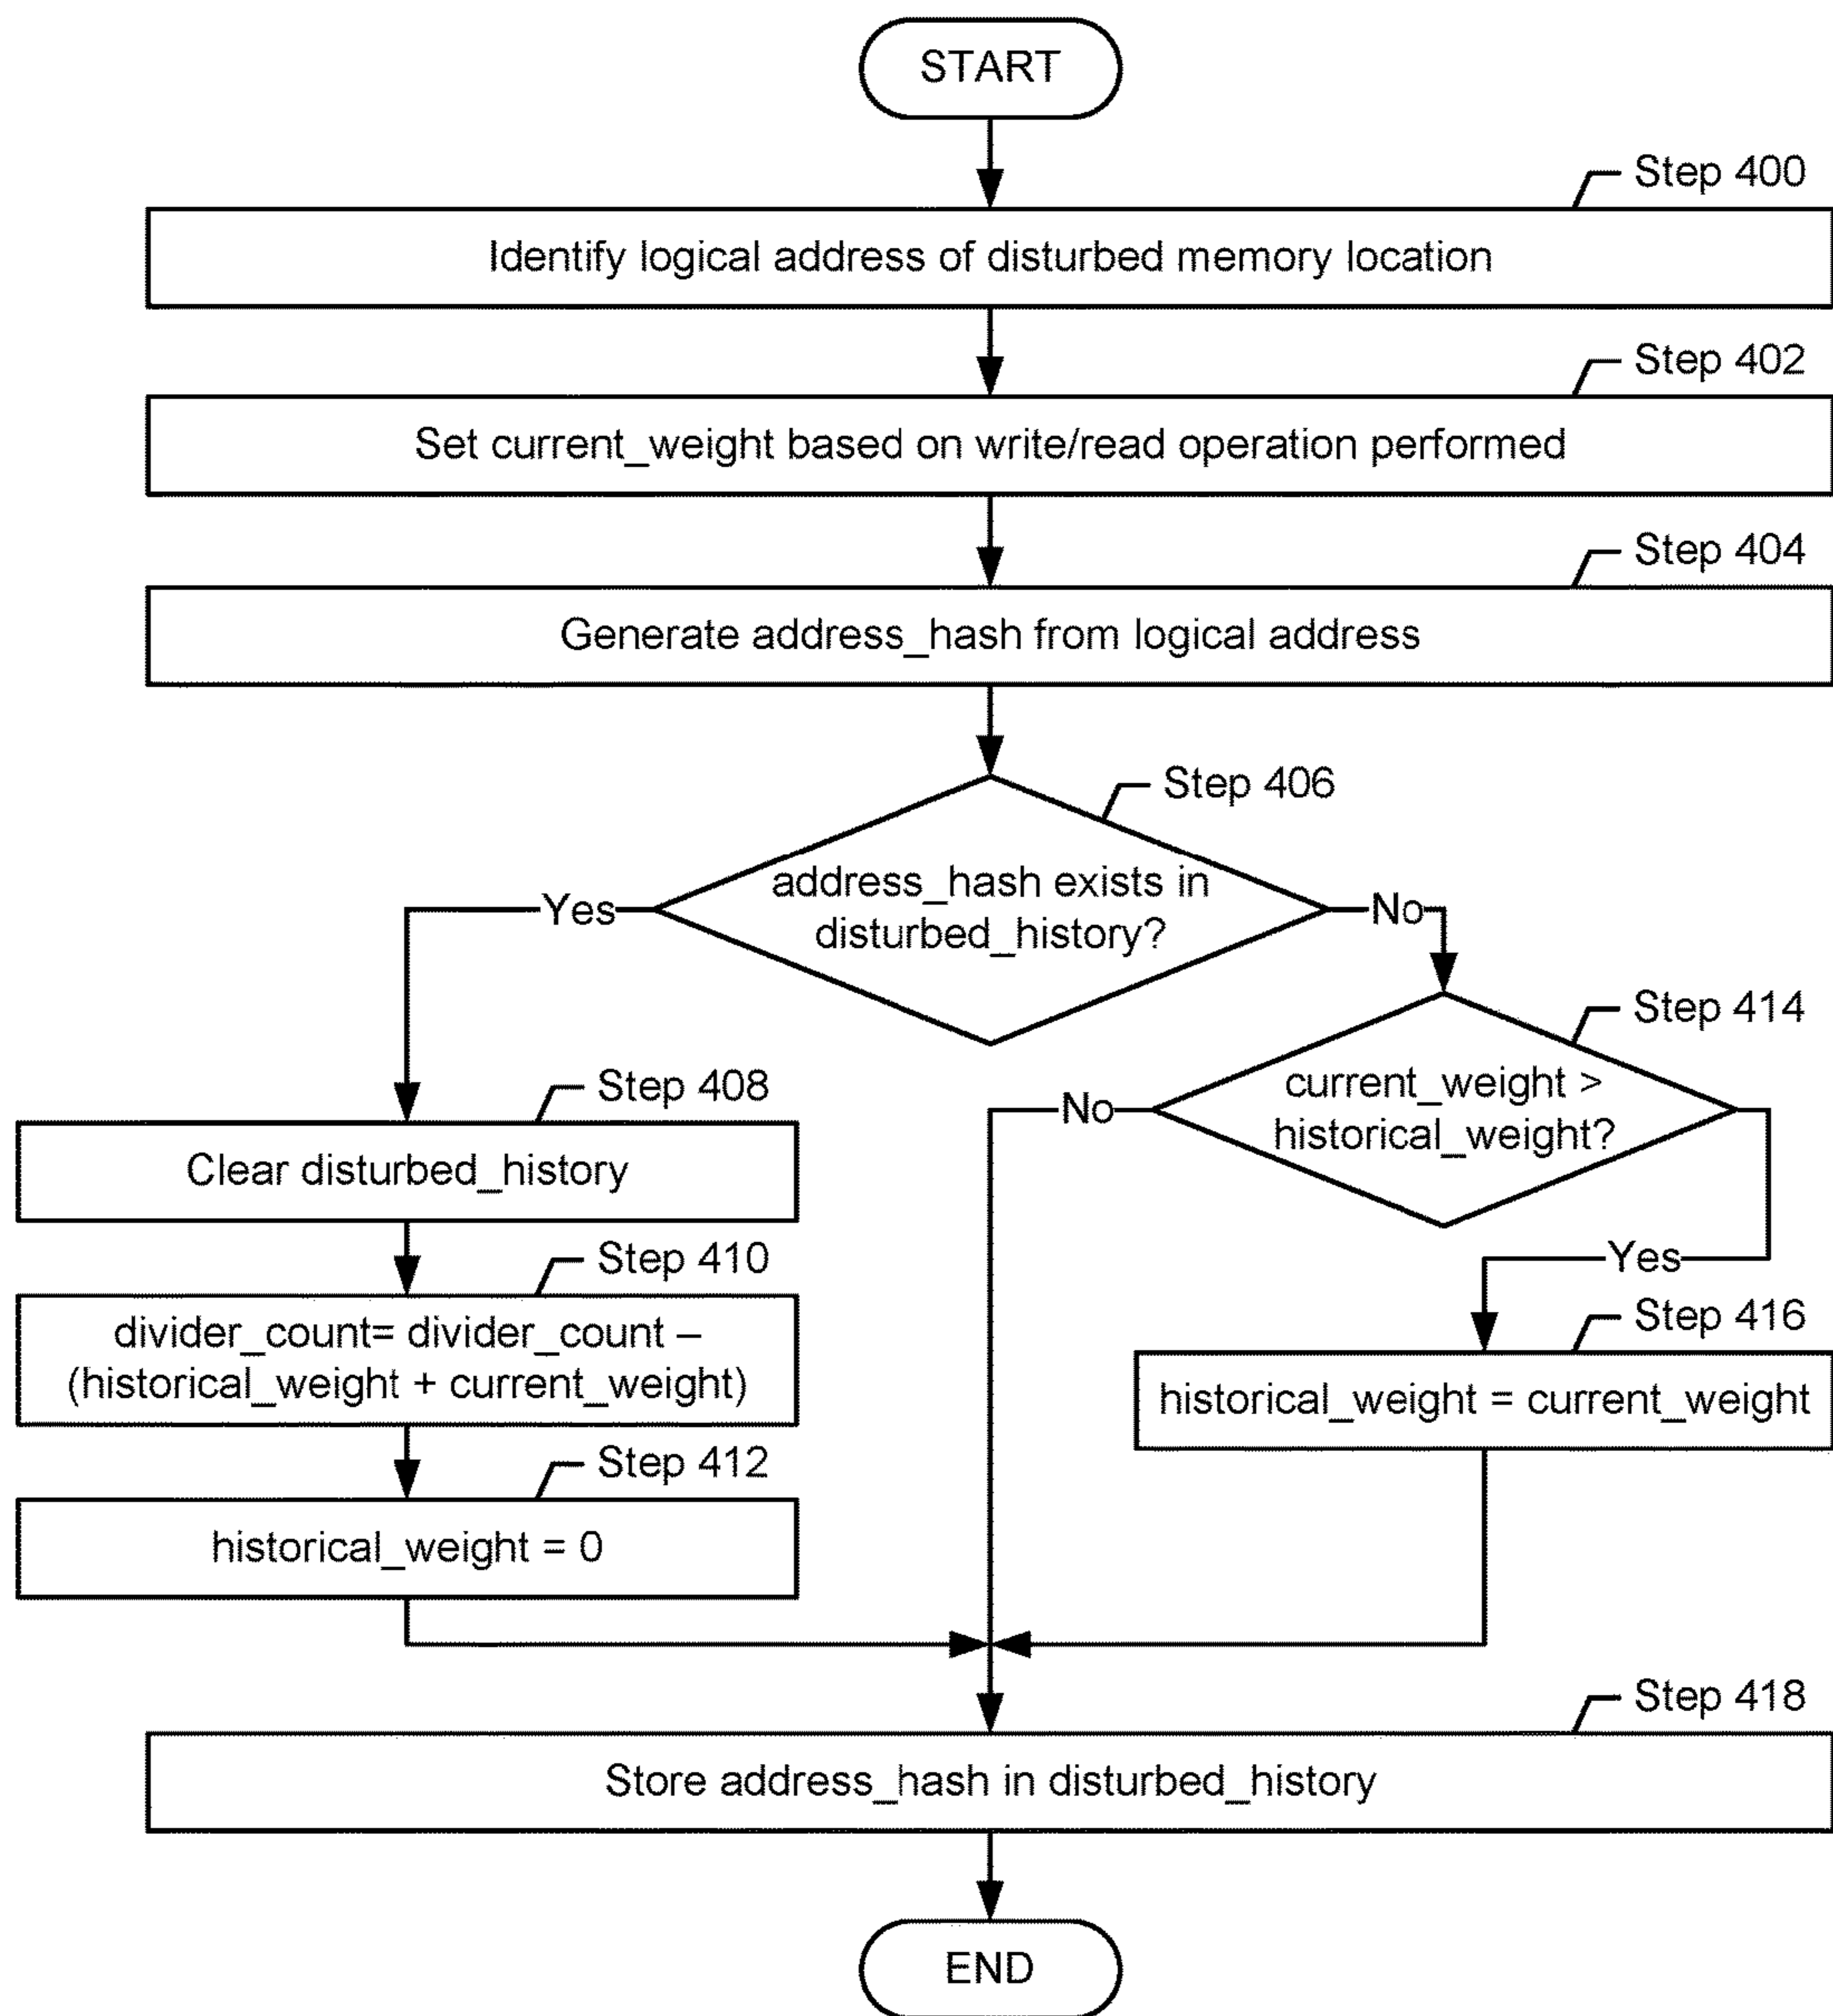 START
Step 400
Identify logical address of disturbed memory location
Step 402
Set current_weight based on write/read operation performed
Step 404
Generate address_hash from logical address
Step 406
address_hash exists in
disturbed_history?
Yes
No
Step 414
current_weight >
historical_weight?
No
Yes
Step 408
Clear disturbed_history
Step 410
divider_count= divider_count –
(historical_weight + current_weight)
Step 416
historical_weight = current_weight
Step 412
historical_weight = 0
Step 418
Store address_hash in disturbed_history
END